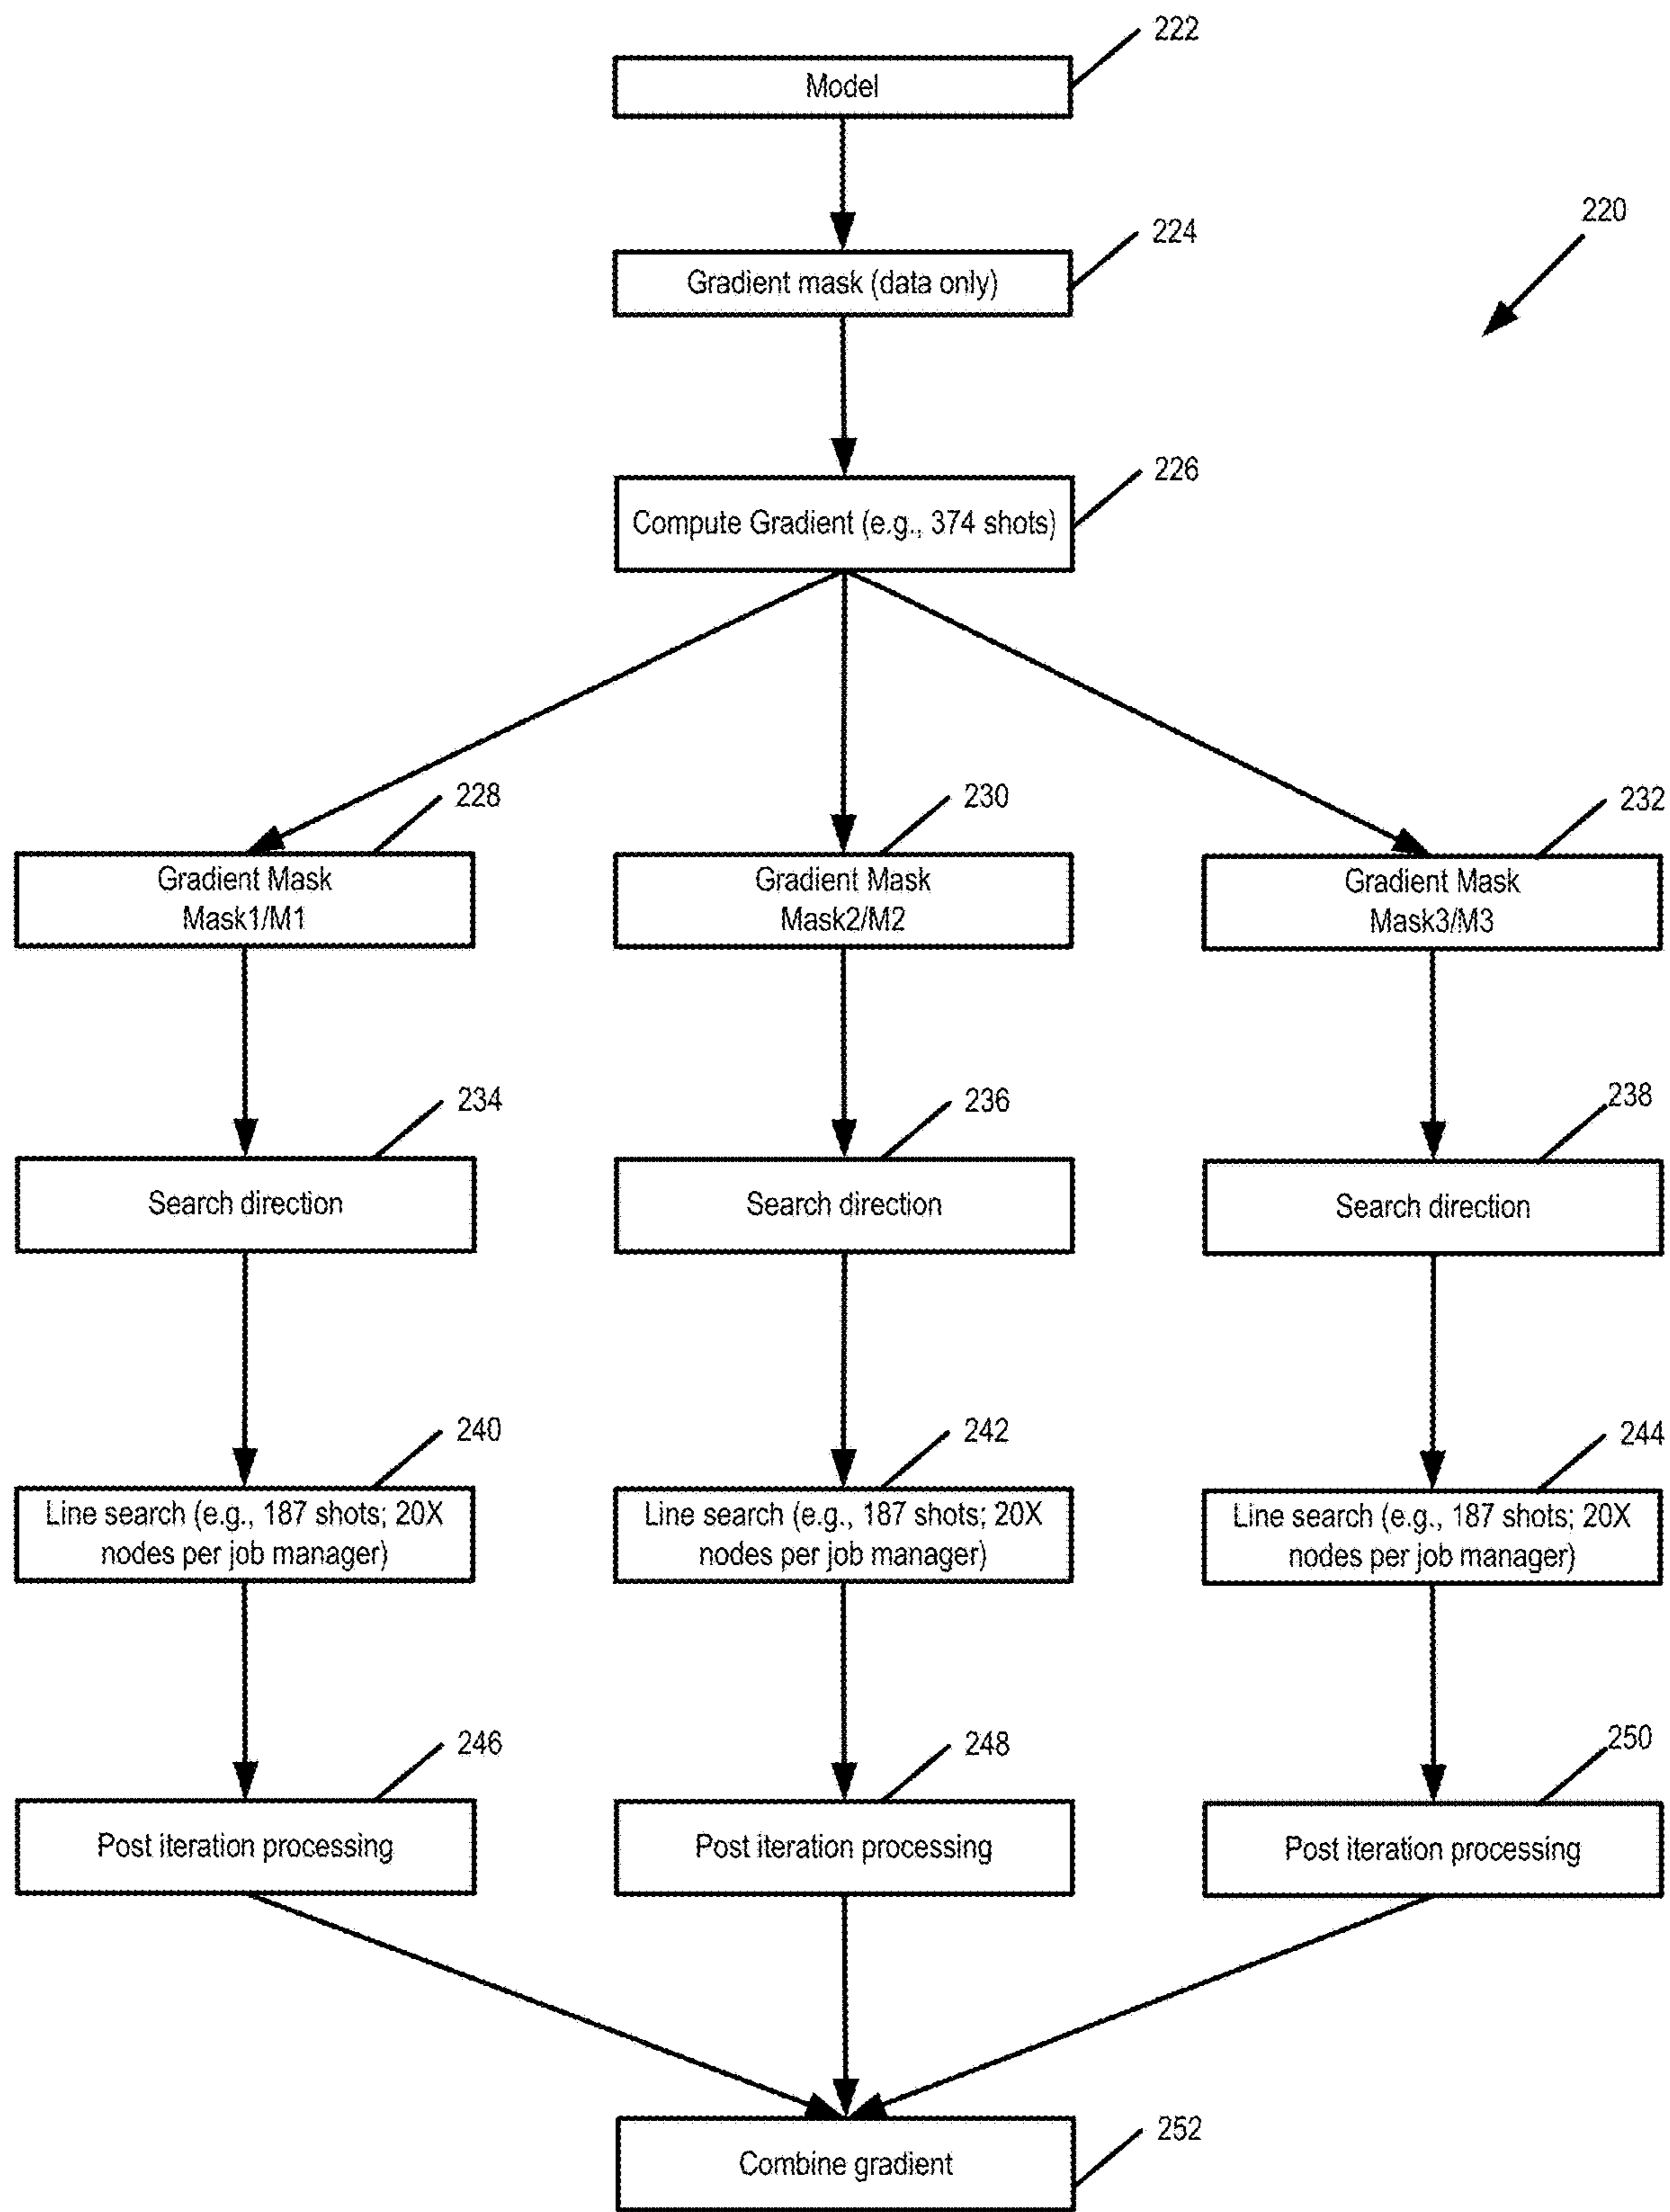 222
Model
224
220
Gradient mask (data only)
226
Compute Gradient (e.g., 374 shots)
228
230
232
Gradient Mask
Mask1/M1
Gradient Mask
Mask2/M2
Gradient Mask
Mask3/M3
234
236
238
Search direction
Search direction
Search direction
240
242
244
Line search (e.g., 187 shots; 20X
nodes per job manager)
Line search (e.g., 187 shots; 20X
nodes per job manager)
Line search (e.g., 187 shots; 20X
nodes per job manager)
246
248
250
Post iteration processing
Post iteration processing
Post iteration processing
252
Combine gradient